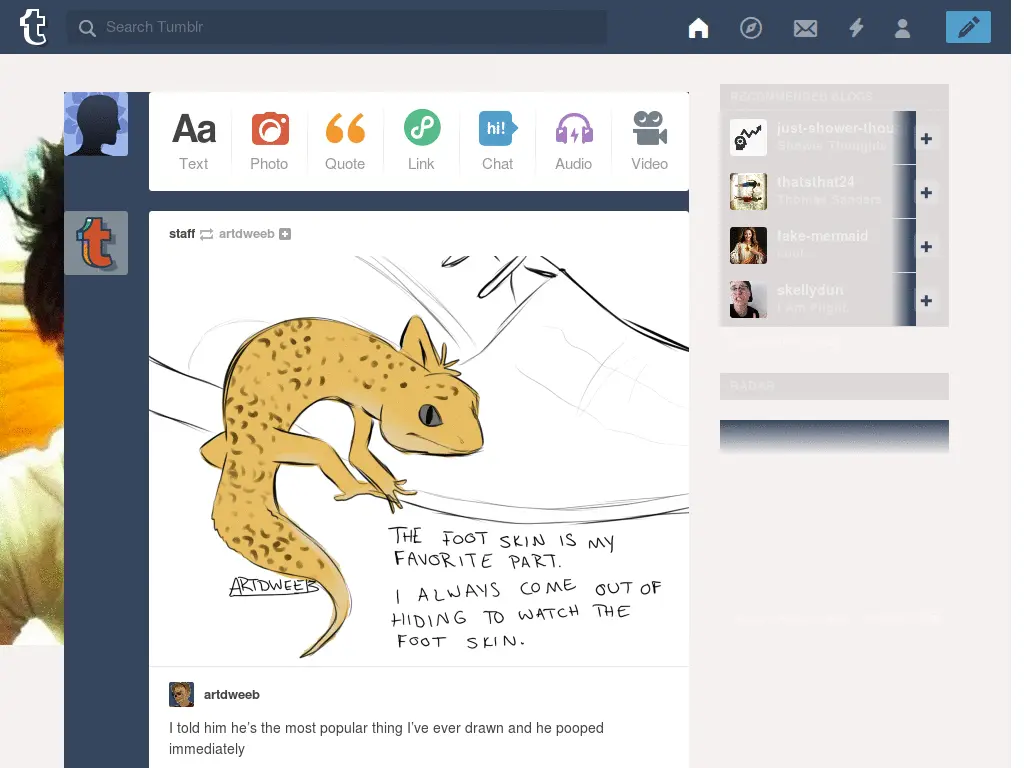 t
Search Tumblr
Aa
hi!
Text
Photo
Quote
Link
Chat
Audio
Video
t
staff artdweeb
THE FOOT SKIN IS MY
FAVORITE PART.
I ALWAYS COME OUT OF
HIDING TO WATCH THE
FOOT SKIN.
ARTDWEEB
artdweeb
I told him he's the most popular thing I've ever drawn and he pooped
immediately
RECOMMENDED BLOGS
just-shower-thou
Shower Thoughts
thatsthat24
Thomas Sanders
fake-mermaid
skellydun
I Am Right
RADAR